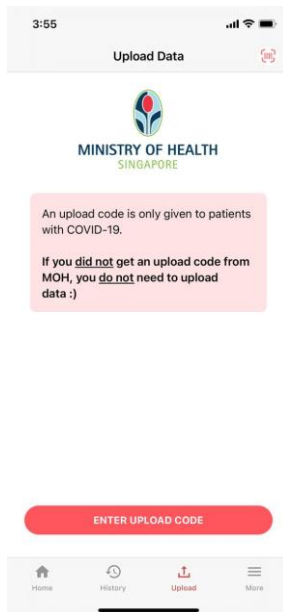 3:55
Upload Data
MINISTRY OF HEALTH
SINGAPORE
An upload code is only given to patients
with COVID-19.
If you did not get an upload code from
MOH, you do not need to upload
data :)
ENTER UPLOAD CODE
Home History Upload More